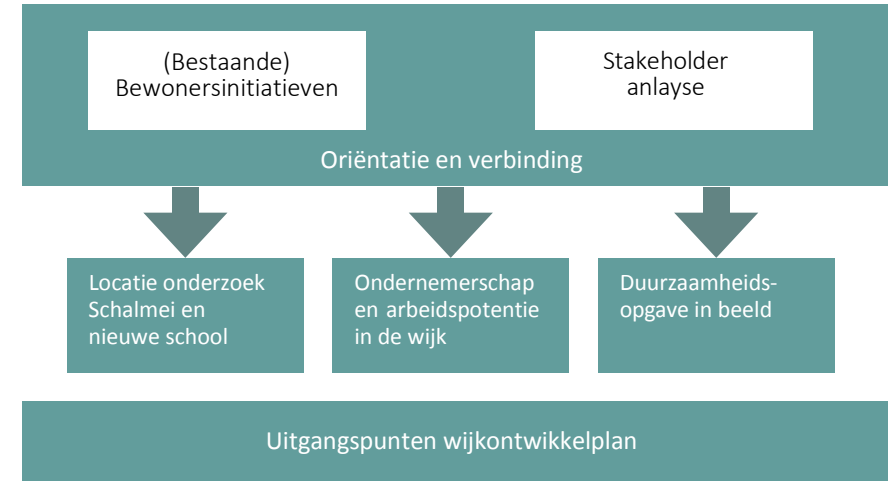 (Bestaande)
Bewonersinitiatieven
Stakeholder
anlayse
Oriëntatie en verbinding
Locatie onderzoek
Schalmei en
nieuwe school
Ondernemerschap
en arbeidspotentie
in de wijk
Duurzaamheids-
opgave in beeld
Uitgangspunten wijkontwikkelplan